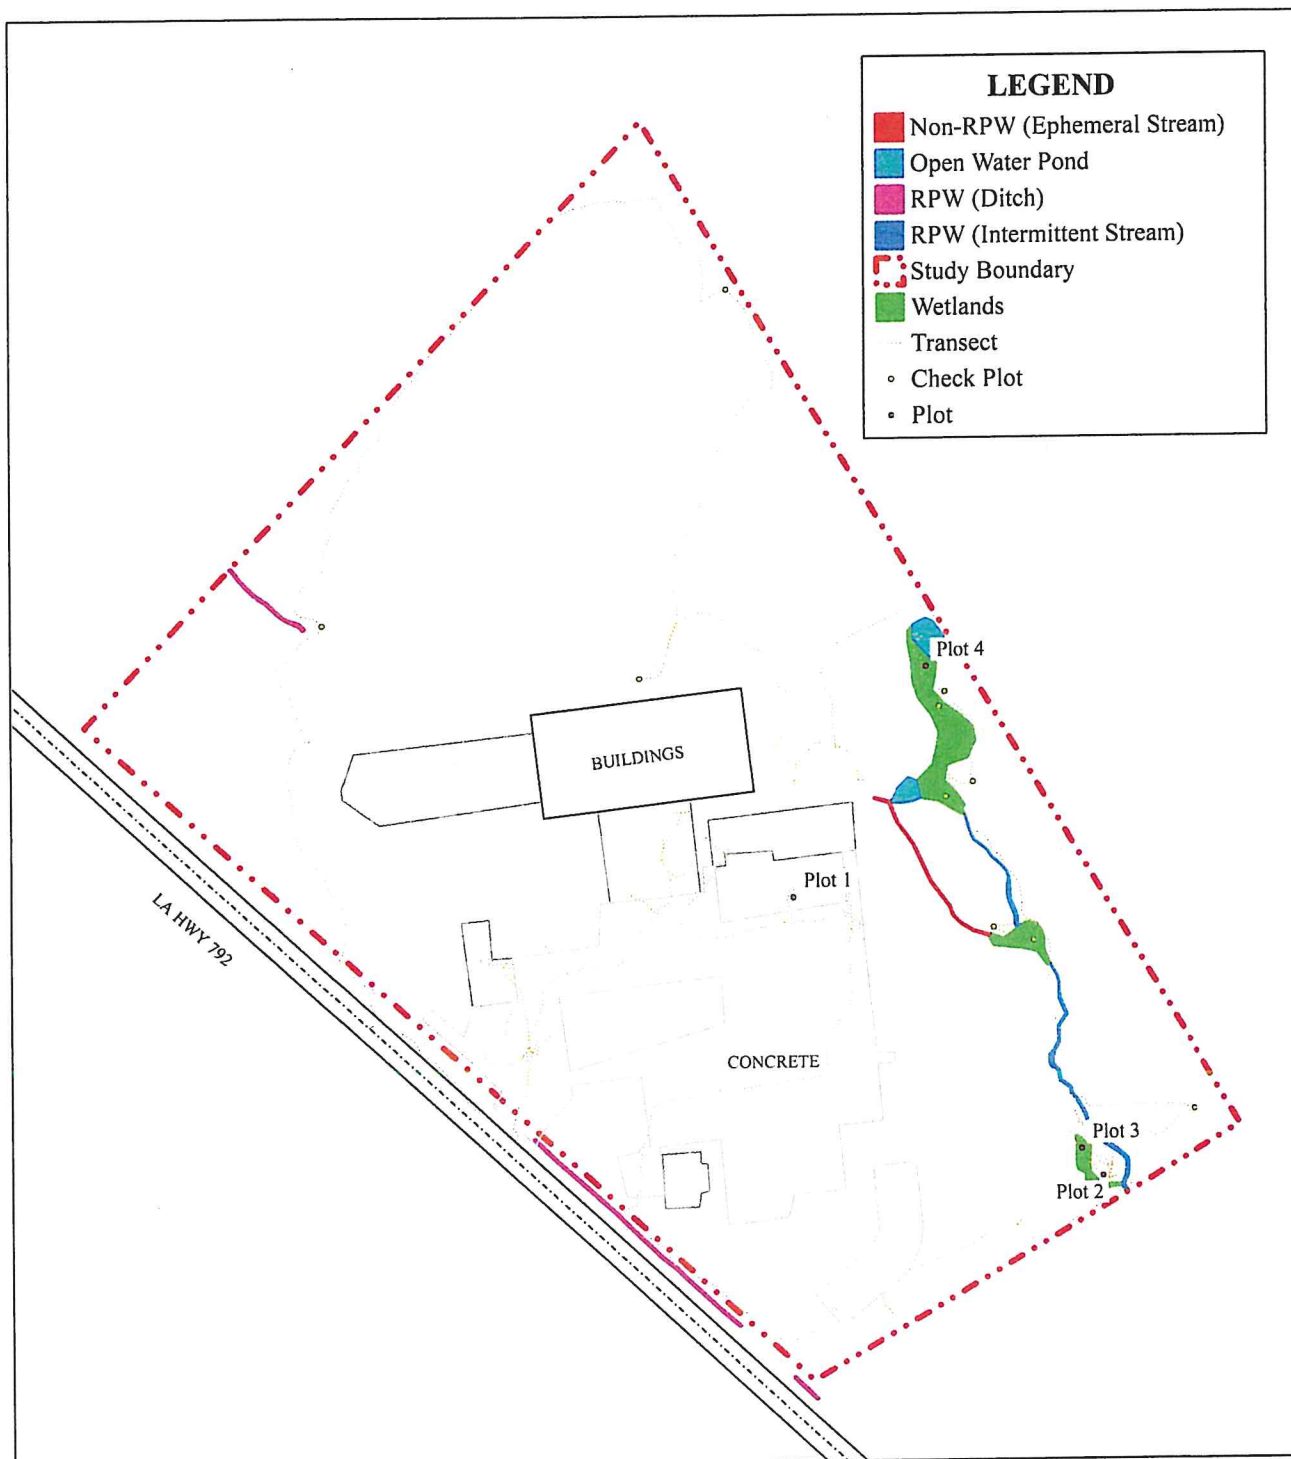 LEGEND
Non-RPW (Ephemeral Stream)
Open Water Pond
RPW (Ditch)
RPW (Intermittent Stream)
Study Boundary
Wetlands
Transect
Check Plot
Plot
Plot 4
BUILDINGS
Plot 1
LA HWY 792
CONCRETE
Plot 3
Plot 2